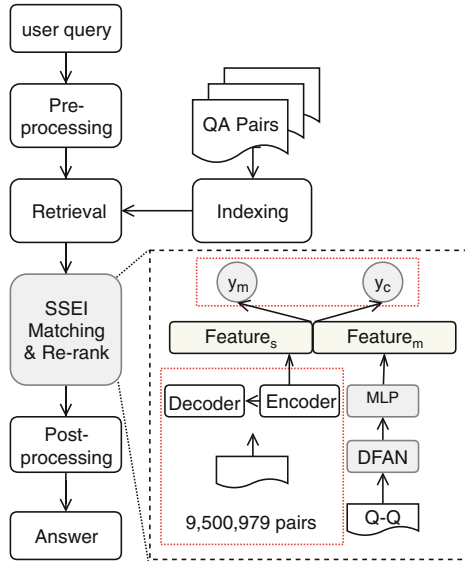 user query
Pre-
processing
QA Pairs
Retrieval
Indexing
SSEI
Matching
& Re-rank
Post-
processing
Answer
yₘ
y꜀
Featureₛ
Featureₘ
Decoder
Encoder
MLP
DFAN
Q-Q
9,500,979 pairs